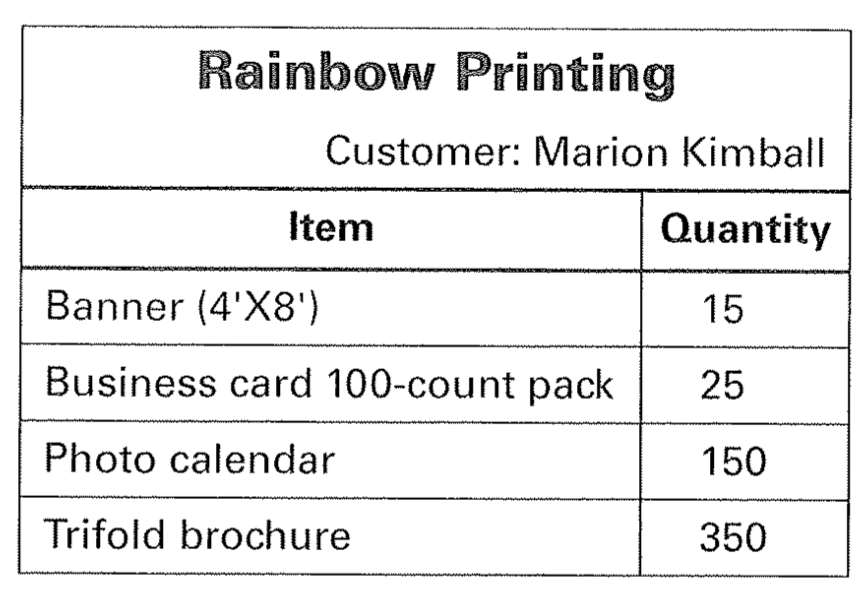 Rainbow Printing
Customer: Marion Kimball
Item Quantity
Banner (4'X8') 15
Business card 100-count pack 25
Photo calendar 150
Trifold brochure 350